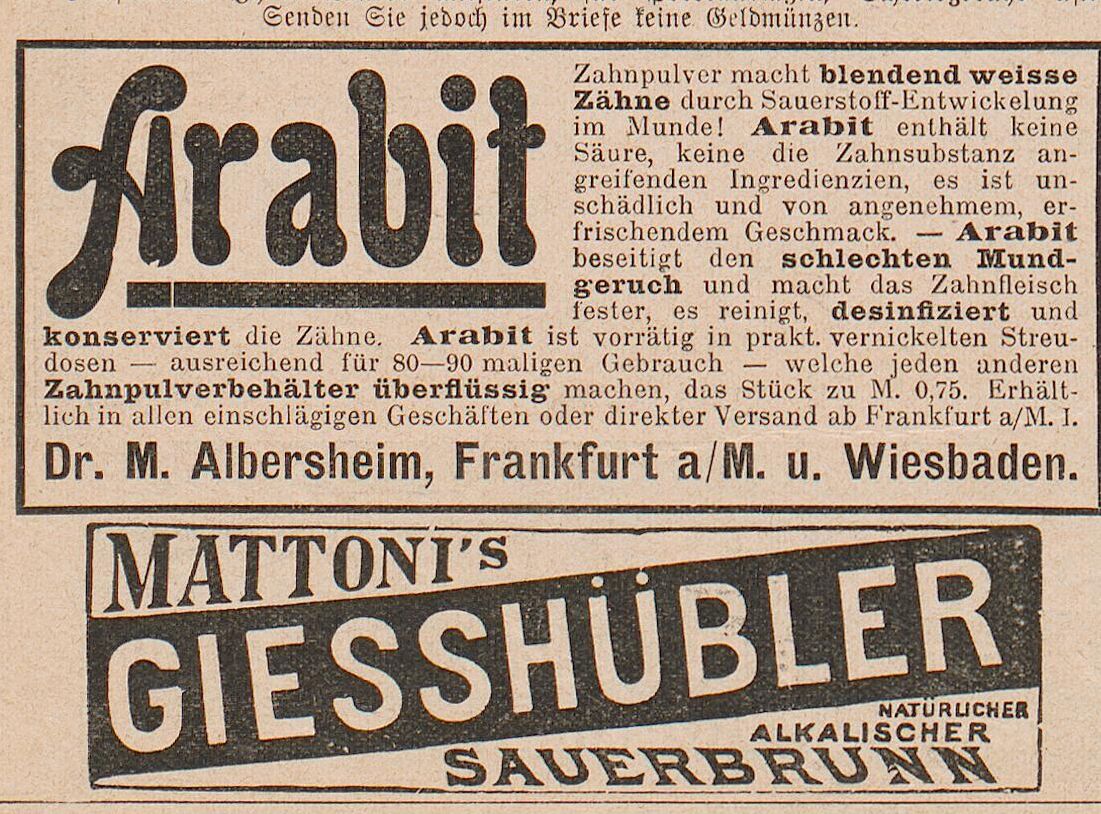 Senden Sie jedoch im Briefe keine Geldmünzen.
Arabit
Zahnpulver macht blendend weisse
Zähne durch Sauerstoff-Entwickelung
im Munde! Arabit enthält keine
Säure, keine die Zahnsubstanz an-
greifenden Ingredienzien, es ist un-
schädlich und von angenehmem, er-
frischendem Geschmack. — Arabit
beseitigt den schlechten Mund-
geruch und macht das Zahnfleisch
fester, es reinigt, desinfiziert und
konserviert die Zähne. Arabit ist vorrätig in prakt. vernickelten Streu-
dosen — ausreichend für 80—90 maligen Gebrauch — welche jeden anderen
Zahnpulverbehälter überflüssig machen, das Stück zu M. 0,75. Erhält-
lich in allen einschlägigen Geschäften oder direkter Versand ab Frankfurt a/M. I.
Dr. M. Albersheim, Frankfurt a/M. u. Wiesbaden.
MATTONI'S
GIESSHÜBLER
NATÜRLICHER
ALKALISCHER
SAUERBRUNN